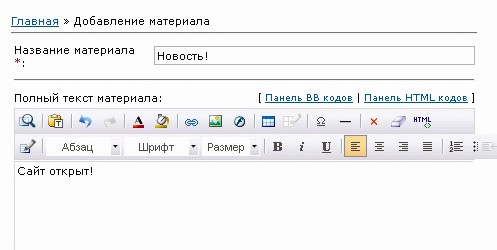 Главная » Добавление материала
Название материала
*:
Новость!
Полный текст материала: [ Панель BB кодов | Панель HTML кодов ]
T A Ω HTML
Абзац Шрифт Размер B i U
Сайт открыт!